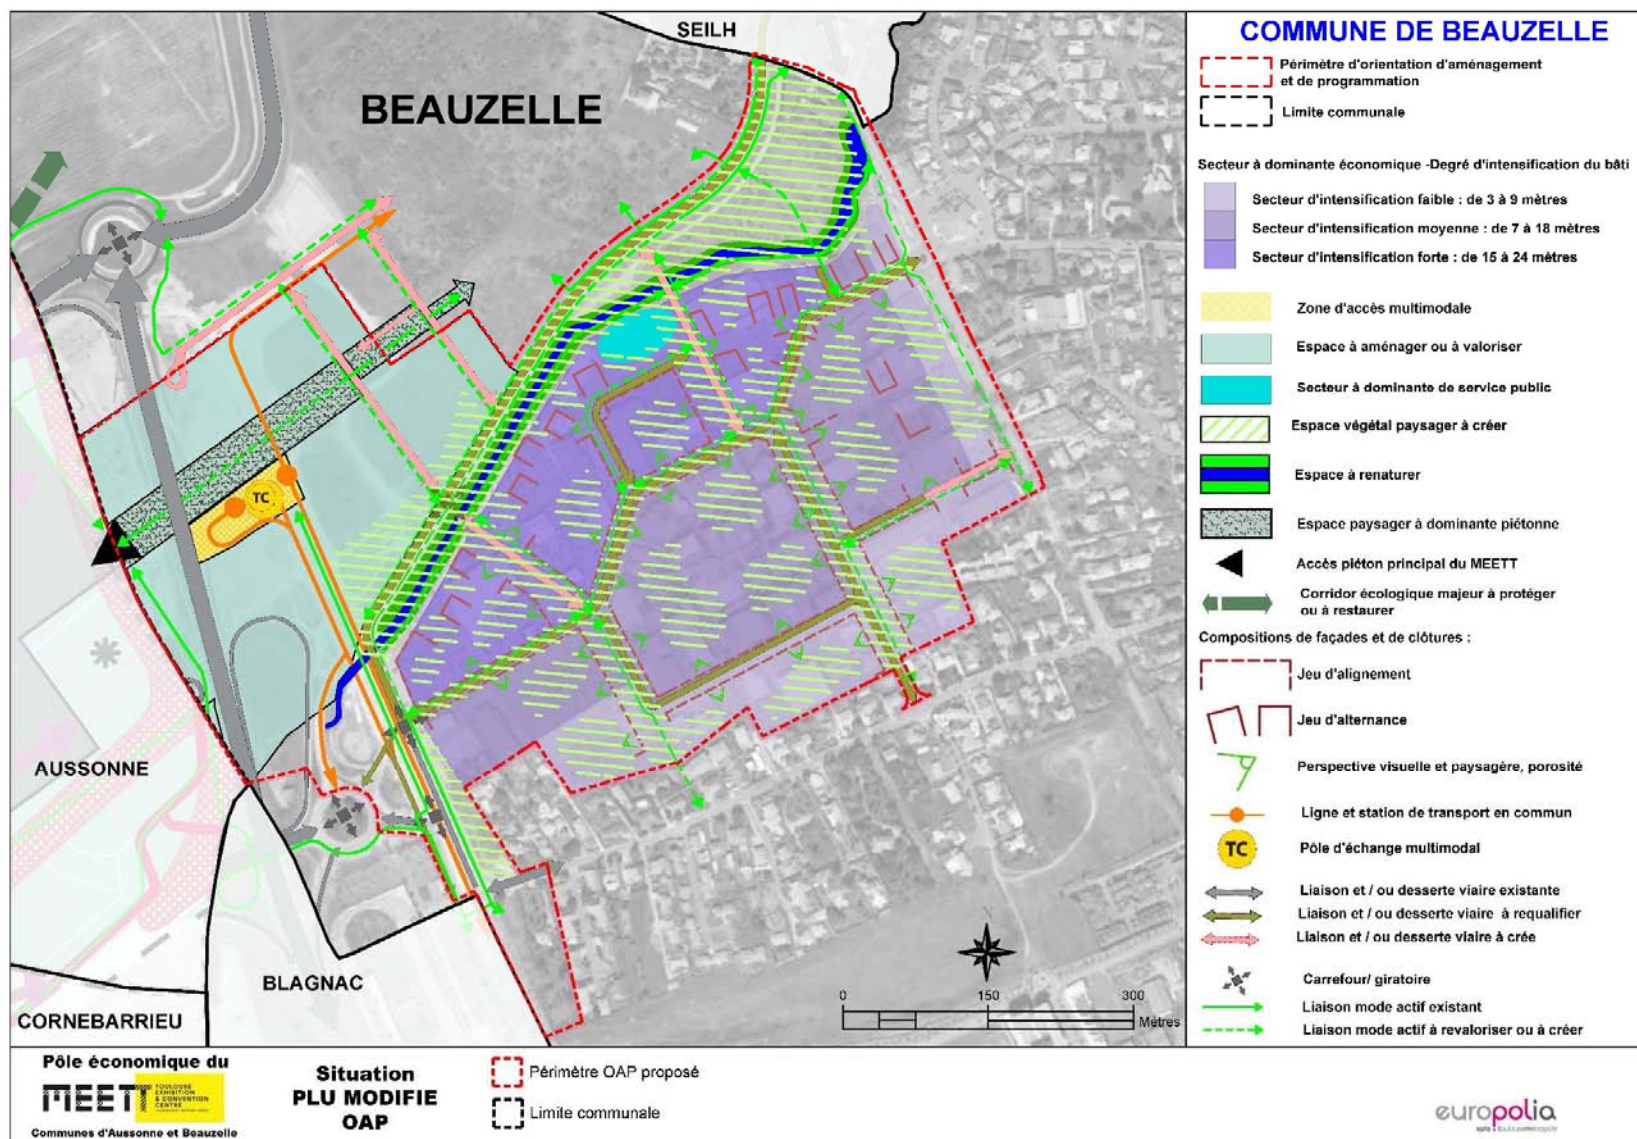 SEILH
BEAUZELLE
TC
AUSSONNE
BLAGNAC
CORNEBARRIEU
0 150 300
Mètres
COMMUNE DE BEAUZELLE
Périmètre d'orientation d'aménagement
et de programmation
Limite communale
Secteur à dominante économique -Degré d'intensification du bâti
Secteur d'intensification faible : de 3 à 9 mètres
Secteur d'intensification moyenne : de 7 à 18 mètres
Secteur d'intensification forte : de 15 à 24 mètres
Zone d'accès multimodale
Espace à aménager ou à valoriser
Secteur à dominante de service public
Espace végétal paysager à créer
Espace à renaturer
Espace paysager à dominante piétonne
Accès piéton principal du MEETT
Corridor écologique majeur à protéger
ou à restaurer
Compositions de façades et de clôtures :
Jeu d'alignement
Jeu d'alternance
Perspective visuelle et paysagère, porosité
Ligne et station de transport en commun
TC
Pôle d'échange multimodal
Liaison et / ou desserte viaire existante
Liaison et / ou desserte viaire à requalifier
Liaison et / ou desserte viaire à crée
Carrefour/ giratoire
Liaison mode actif existant
Liaison mode actif à revaloriser ou à créer
Pôle économique du
MEETT
TOULOUSE
EXHIBITION
& CONVENTION
CENTRE
Communes d'Aussonne et Beauzelle
Situation
PLU MODIFIE
OAP
Périmètre OAP proposé
Limite communale
europolia